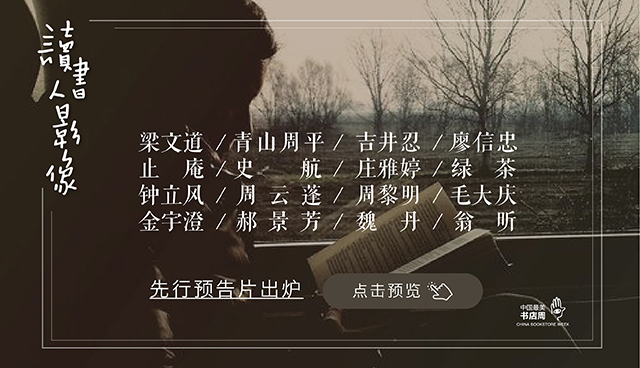 讀書人影像
梁文道 / 青山周平 / 吉井忍 / 廖信忠
止庵 / 史航 / 庄雅婷 / 绿茶
钟立风 / 周云蓬 / 周黎明 / 毛大庆
金宇澄 / 郝景芳 / 魏丹 / 翁昕
先行预告片出炉
点击预览
中国最美
书店周
CHINA BOOKSTORE WEEK